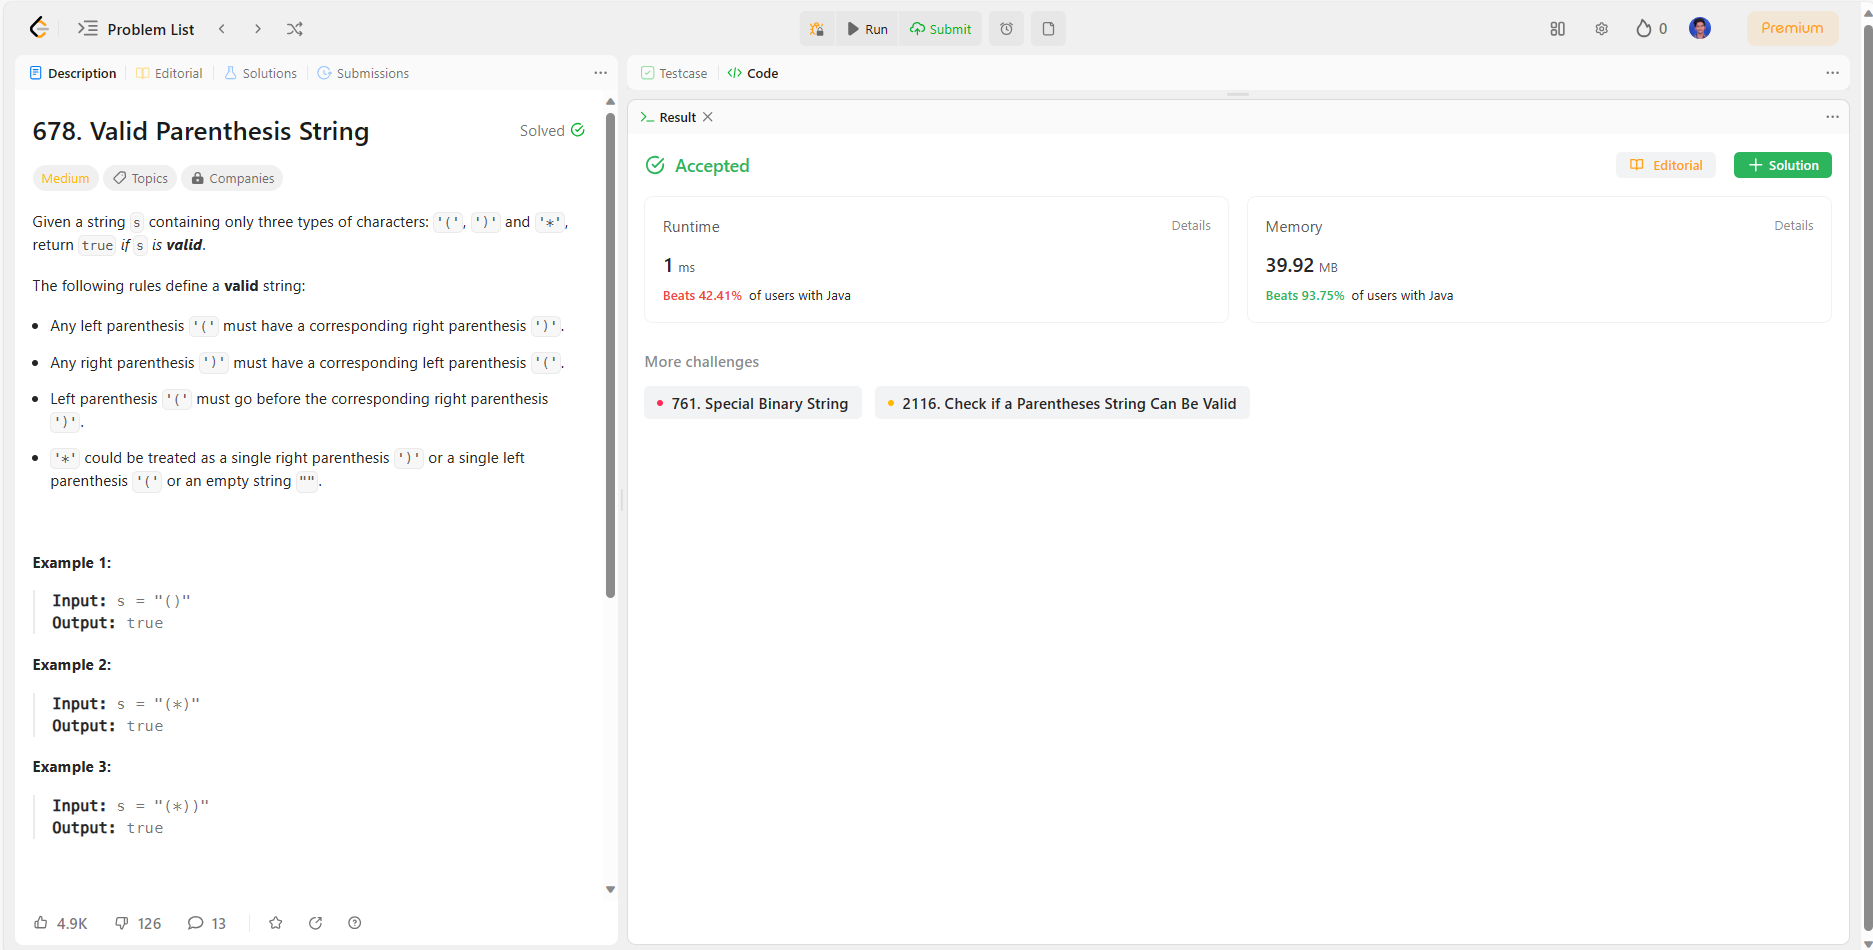 Problem List
Run
Submit
0
Premium
Description
Editorial
Solutions
Submissions
678. Valid Parenthesis String
Solved
Medium
Topics
Companies
Given a string s containing only three types of characters: '(', ')' and '*',
return true if s is valid.
The following rules define a valid string:
• Any left parenthesis '(' must have a corresponding right parenthesis ')'.
• Any right parenthesis ')' must have a corresponding left parenthesis '('.
• Left parenthesis '(' must go before the corresponding right parenthesis
')'.
• '*' could be treated as a single right parenthesis ')' or a single left
parenthesis '(' or an empty string "".
Example 1:
Input: s = "()"
Output: true
Example 2:
Input: s = "(*)"
Output: true
Example 3:
Input: s = "(*))"
Output: true
4.9K
126
13
Testcase
Code
Result
Accepted
Editorial
Solution
Runtime
Details
1 ms
Beats 42.41% of users with Java
Memory
Details
39.92 MB
Beats 93.75% of users with Java
More challenges
761. Special Binary String
2116. Check if a Parentheses String Can Be Valid